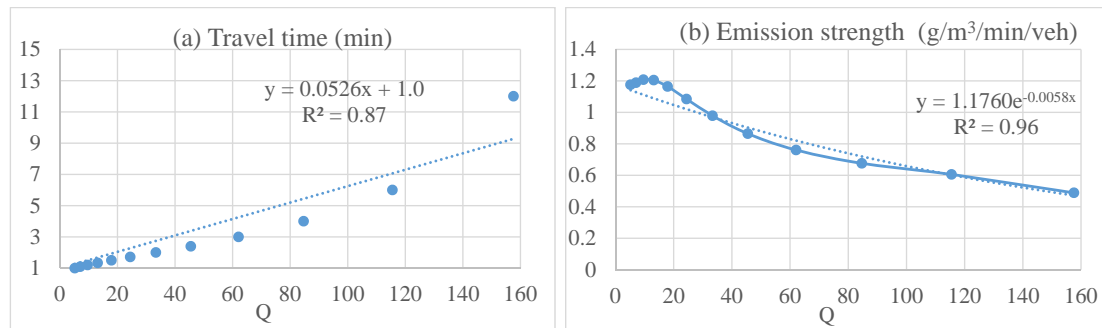 (a) Travel time (min)
15
13
11
9
7
5
3
1
y = 0.0526x + 1.0
R² = 0.87
0 20 40 60 80 100 120 140 160
Q
(b) Emission strength (g/m³/min/veh)
1.4
1.2
1
0.8
0.6
0.4
0.2
0
y = 1.1760e⁻⁰·⁰⁰⁵⁸ˣ
R² = 0.96
0 20 40 60 80 100 120 140 160
Q